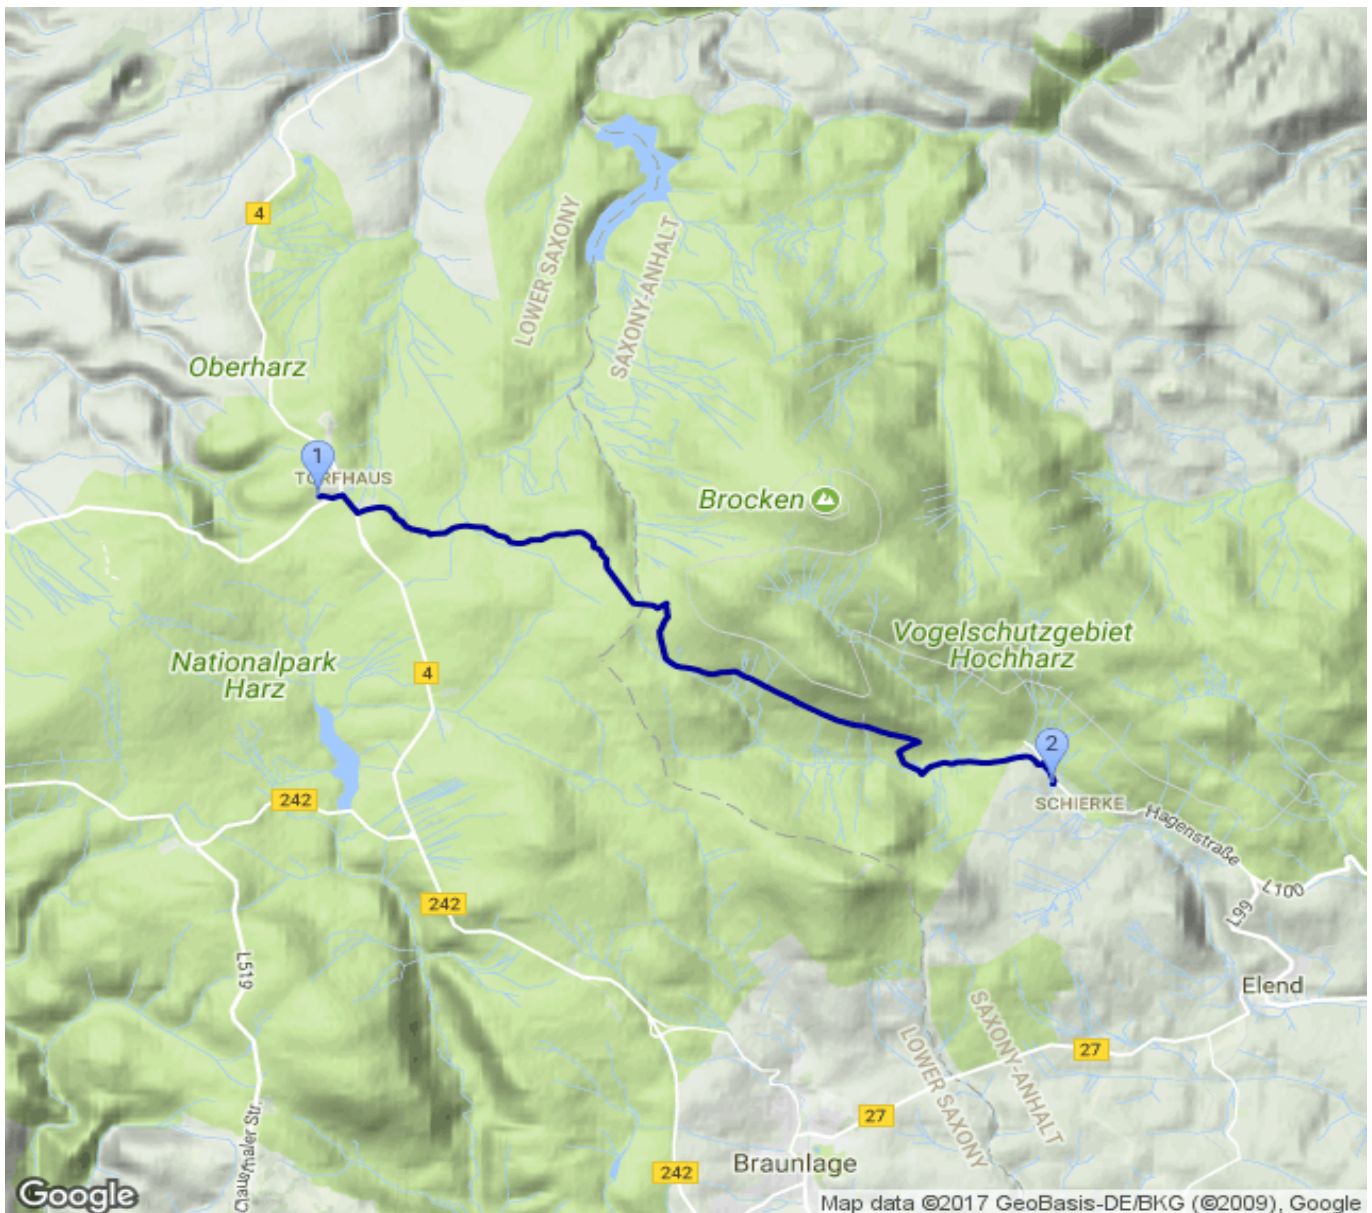 4
LOWER SAXONY
SAXONY-ANHALT
Oberharz
1
TORFHAUS
Brocken
Vogelschutzgebiet
Hochharz
Nationalpark
Harz
4
2
242
SCHIERKE
Hagenstraße
L100
L99
242
L519
Elend
SAXONY-ANHALT
LOWER SAXONY
27
27
Braunlage
242
Clausthaler Str.
Google
Map data ©2017 GeoBasis-DE/BKG (©2009), Google